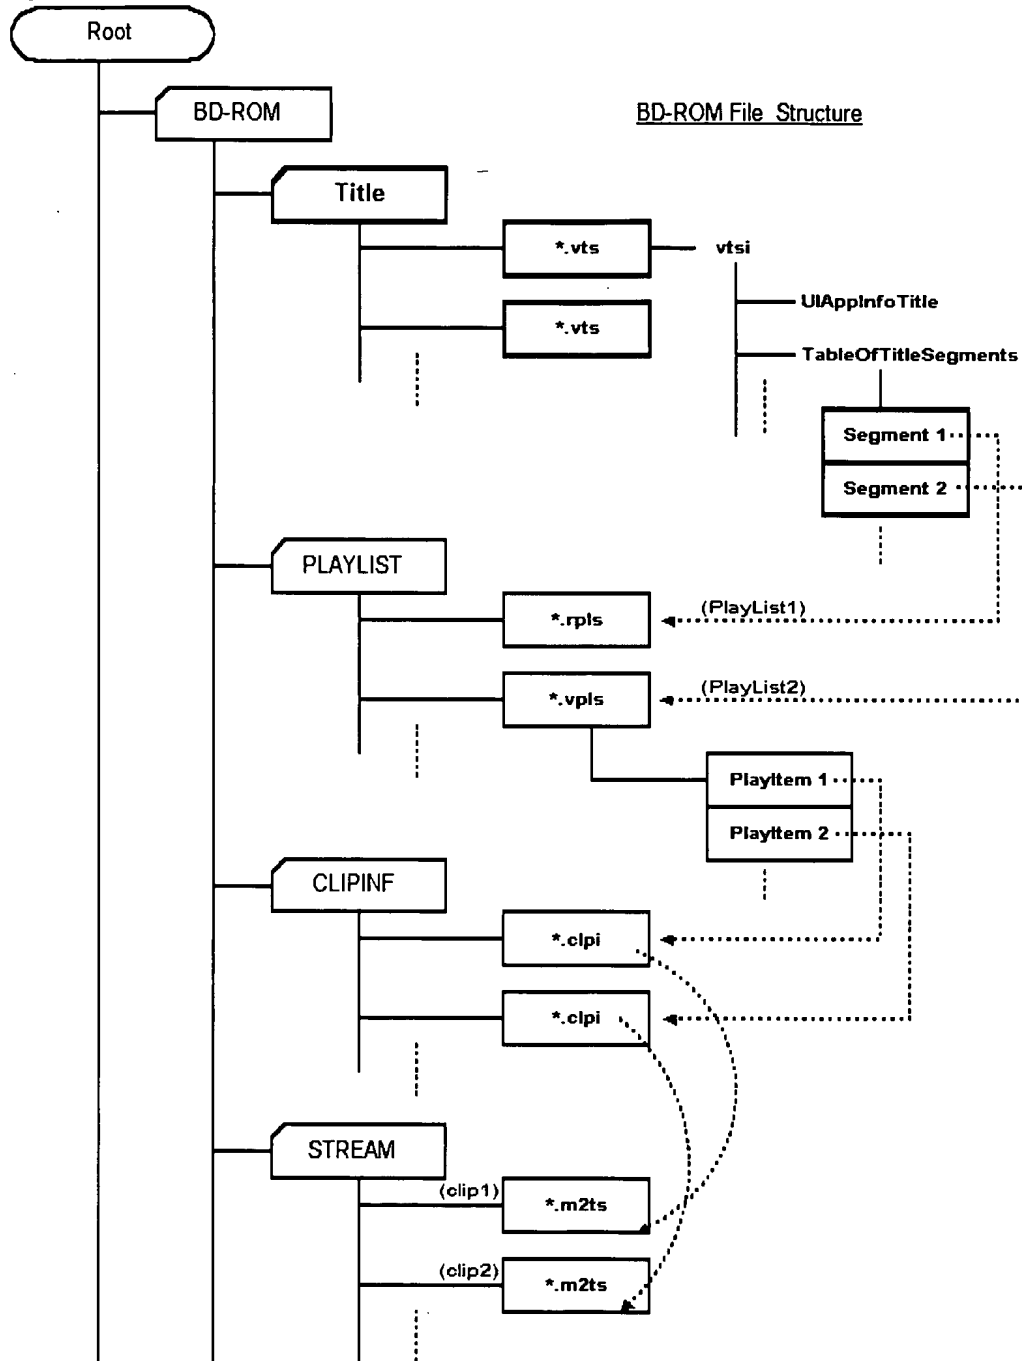 Root
BD-ROM
BD-ROM File Structure
Title
*.vts
vtsi
UIAppInfoTitle
*.vts
TableOfTitleSegments
Segment 1
Segment 2
PLAYLIST
*.rpls
(PlayList1)
*.vpls
(PlayList2)
PlayItem 1
PlayItem 2
CLIPINF
*.clpi
*.clpi
STREAM
(clip1)
*.m2ts
(clip2)
*.m2ts